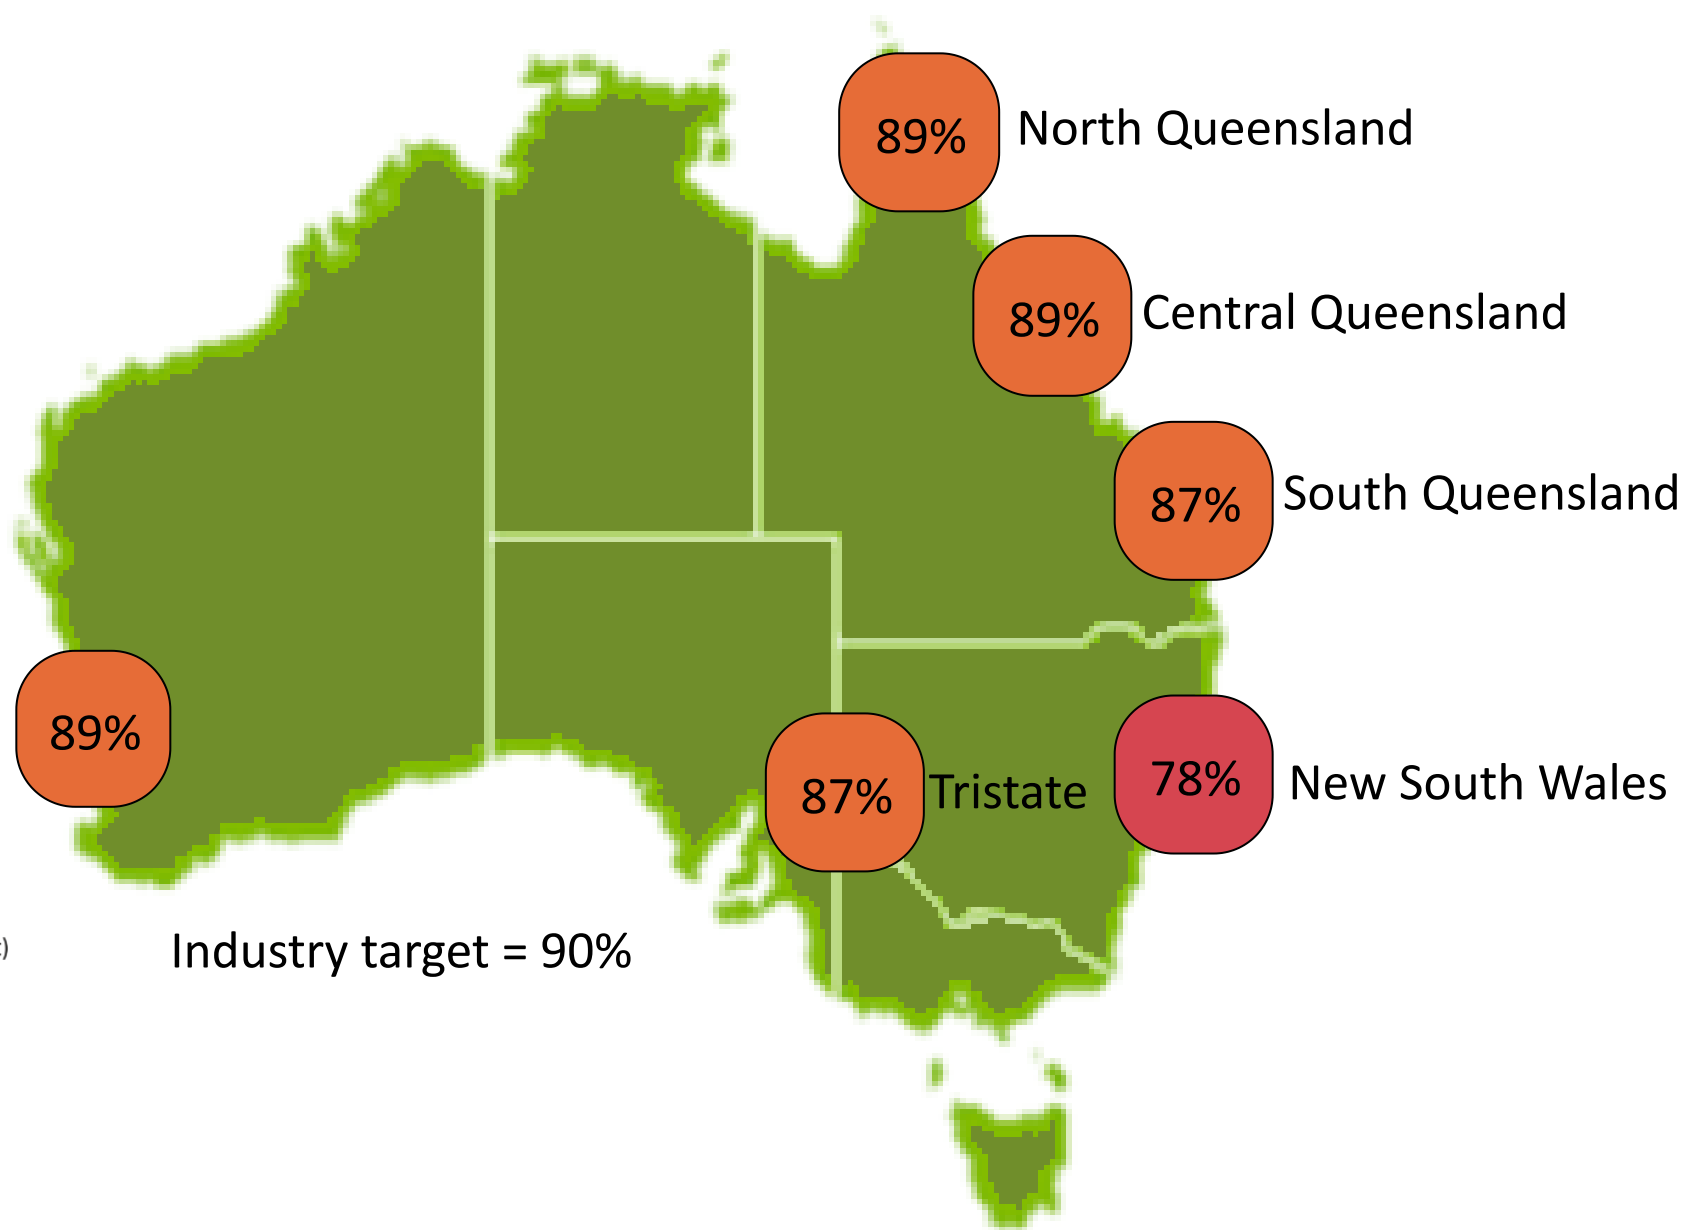 89%
North Queensland
89%
Central Queensland
87%
South Queensland
89%
87%
Tristate
78%
New South Wales
Industry target = 90%